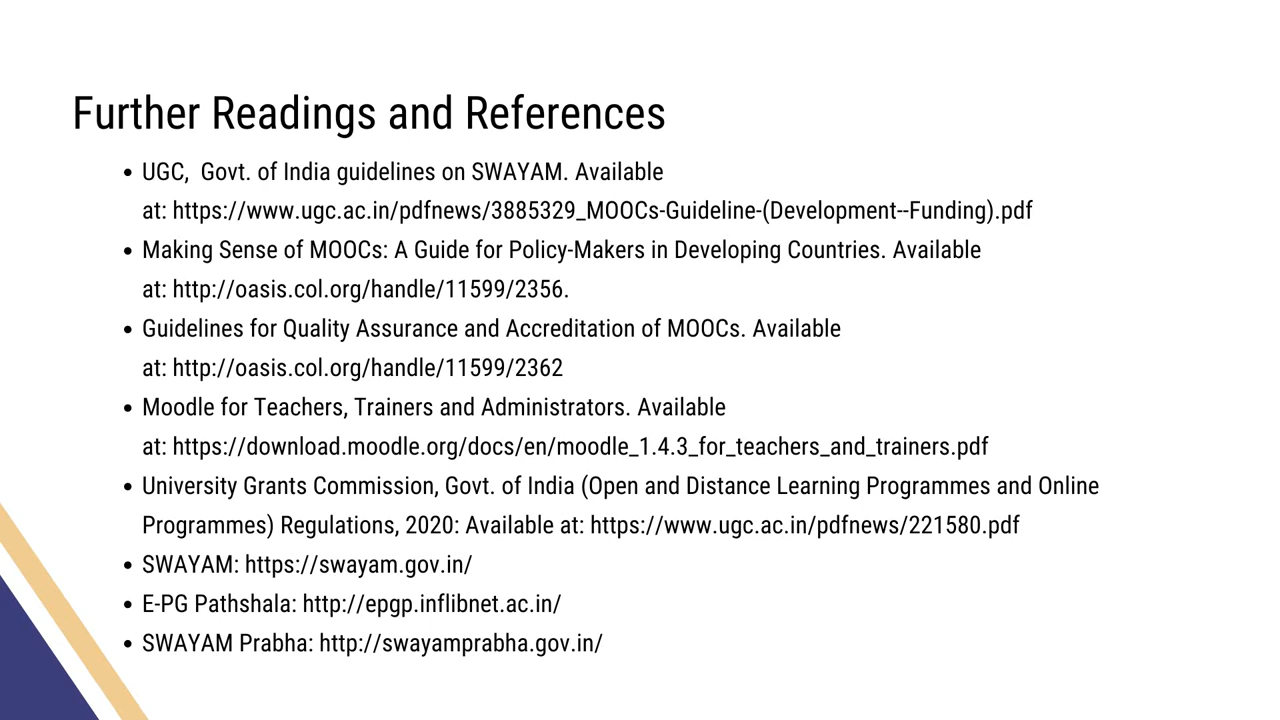 Further Readings and References
• UGC,  Govt. of India guidelines on SWAYAM. Available
at: https://www.ugc.ac.in/pdfnews/3885329_MOOCs-Guideline-(Development--Funding).pdf
• Making Sense of MOOCs: A Guide for Policy-Makers in Developing Countries. Available
at: http://oasis.col.org/handle/11599/2356.
• Guidelines for Quality Assurance and Accreditation of MOOCs. Available
at: http://oasis.col.org/handle/11599/2362
• Moodle for Teachers, Trainers and Administrators. Available
at: https://download.moodle.org/docs/en/moodle_1.4.3_for_teachers_and_trainers.pdf
• University Grants Commission, Govt. of India (Open and Distance Learning Programmes and Online
Programmes) Regulations, 2020: Available at: https://www.ugc.ac.in/pdfnews/221580.pdf
• SWAYAM: https://swayam.gov.in/
• E-PG Pathshala: http://epgp.inflibnet.ac.in/
• SWAYAM Prabha: http://swayamprabha.gov.in/